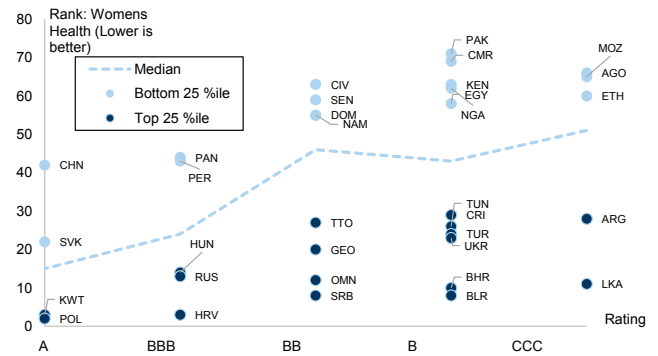 Rank: Womens
Health (Lower is
better)
Median
Bottom 25 %ile
Top 25 %ile
80
70
60
50
40
30
20
10
0
CHN
SVK
KWT
POL
PAN
PER
HUN
RUS
HRV
CIV
SEN
DOM
NAM
TTO
GEO
OMN
SRB
PAK
CMR
KEN
EGY
NGA
TUN
CRI
TUR
UKR
BHR
BLR
MOZ
AGO
ETH
ARG
LKA
Rating
A BBB BB B CCC